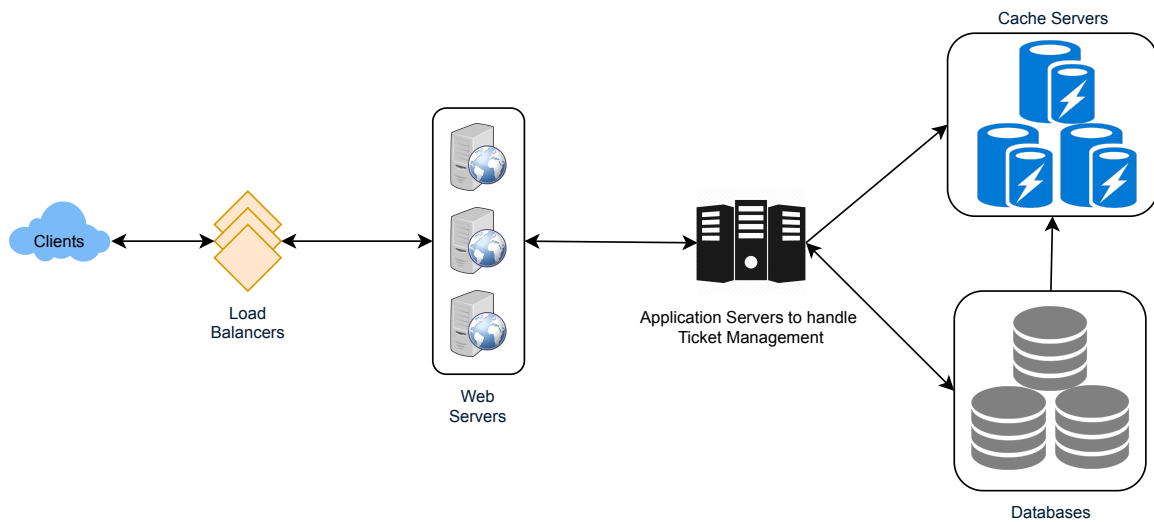 Cache Servers
Clients
Load
Balancers
Web
Servers
Application Servers to handle
Ticket Management
Databases